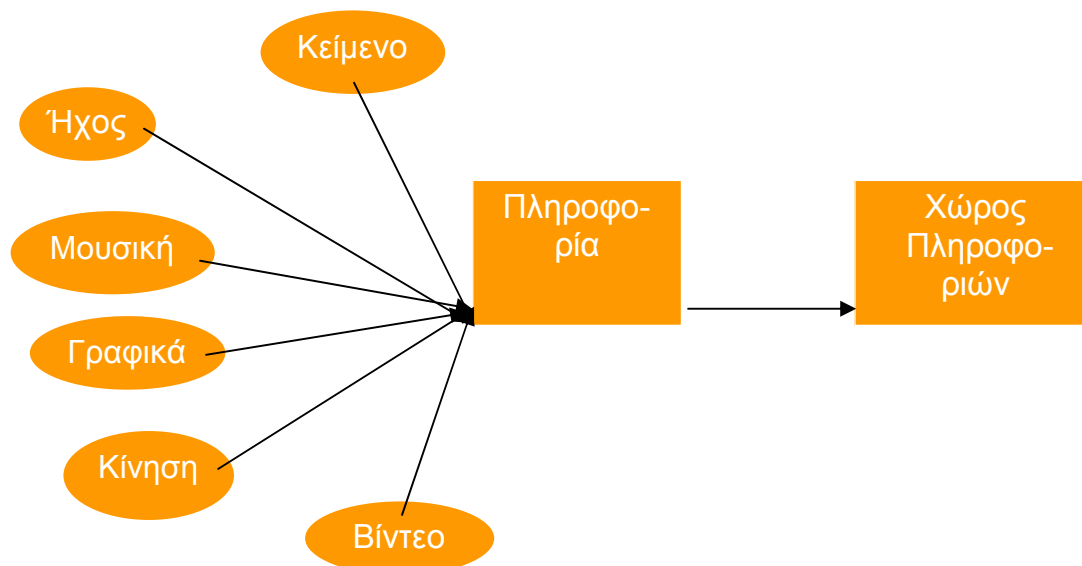 Κείμενο
Ήχος
Μουσική
Γραφικά
Κίνηση
Βίντεο
Πληροφο-
ρία
Χώρος
Πληροφο-
ριών